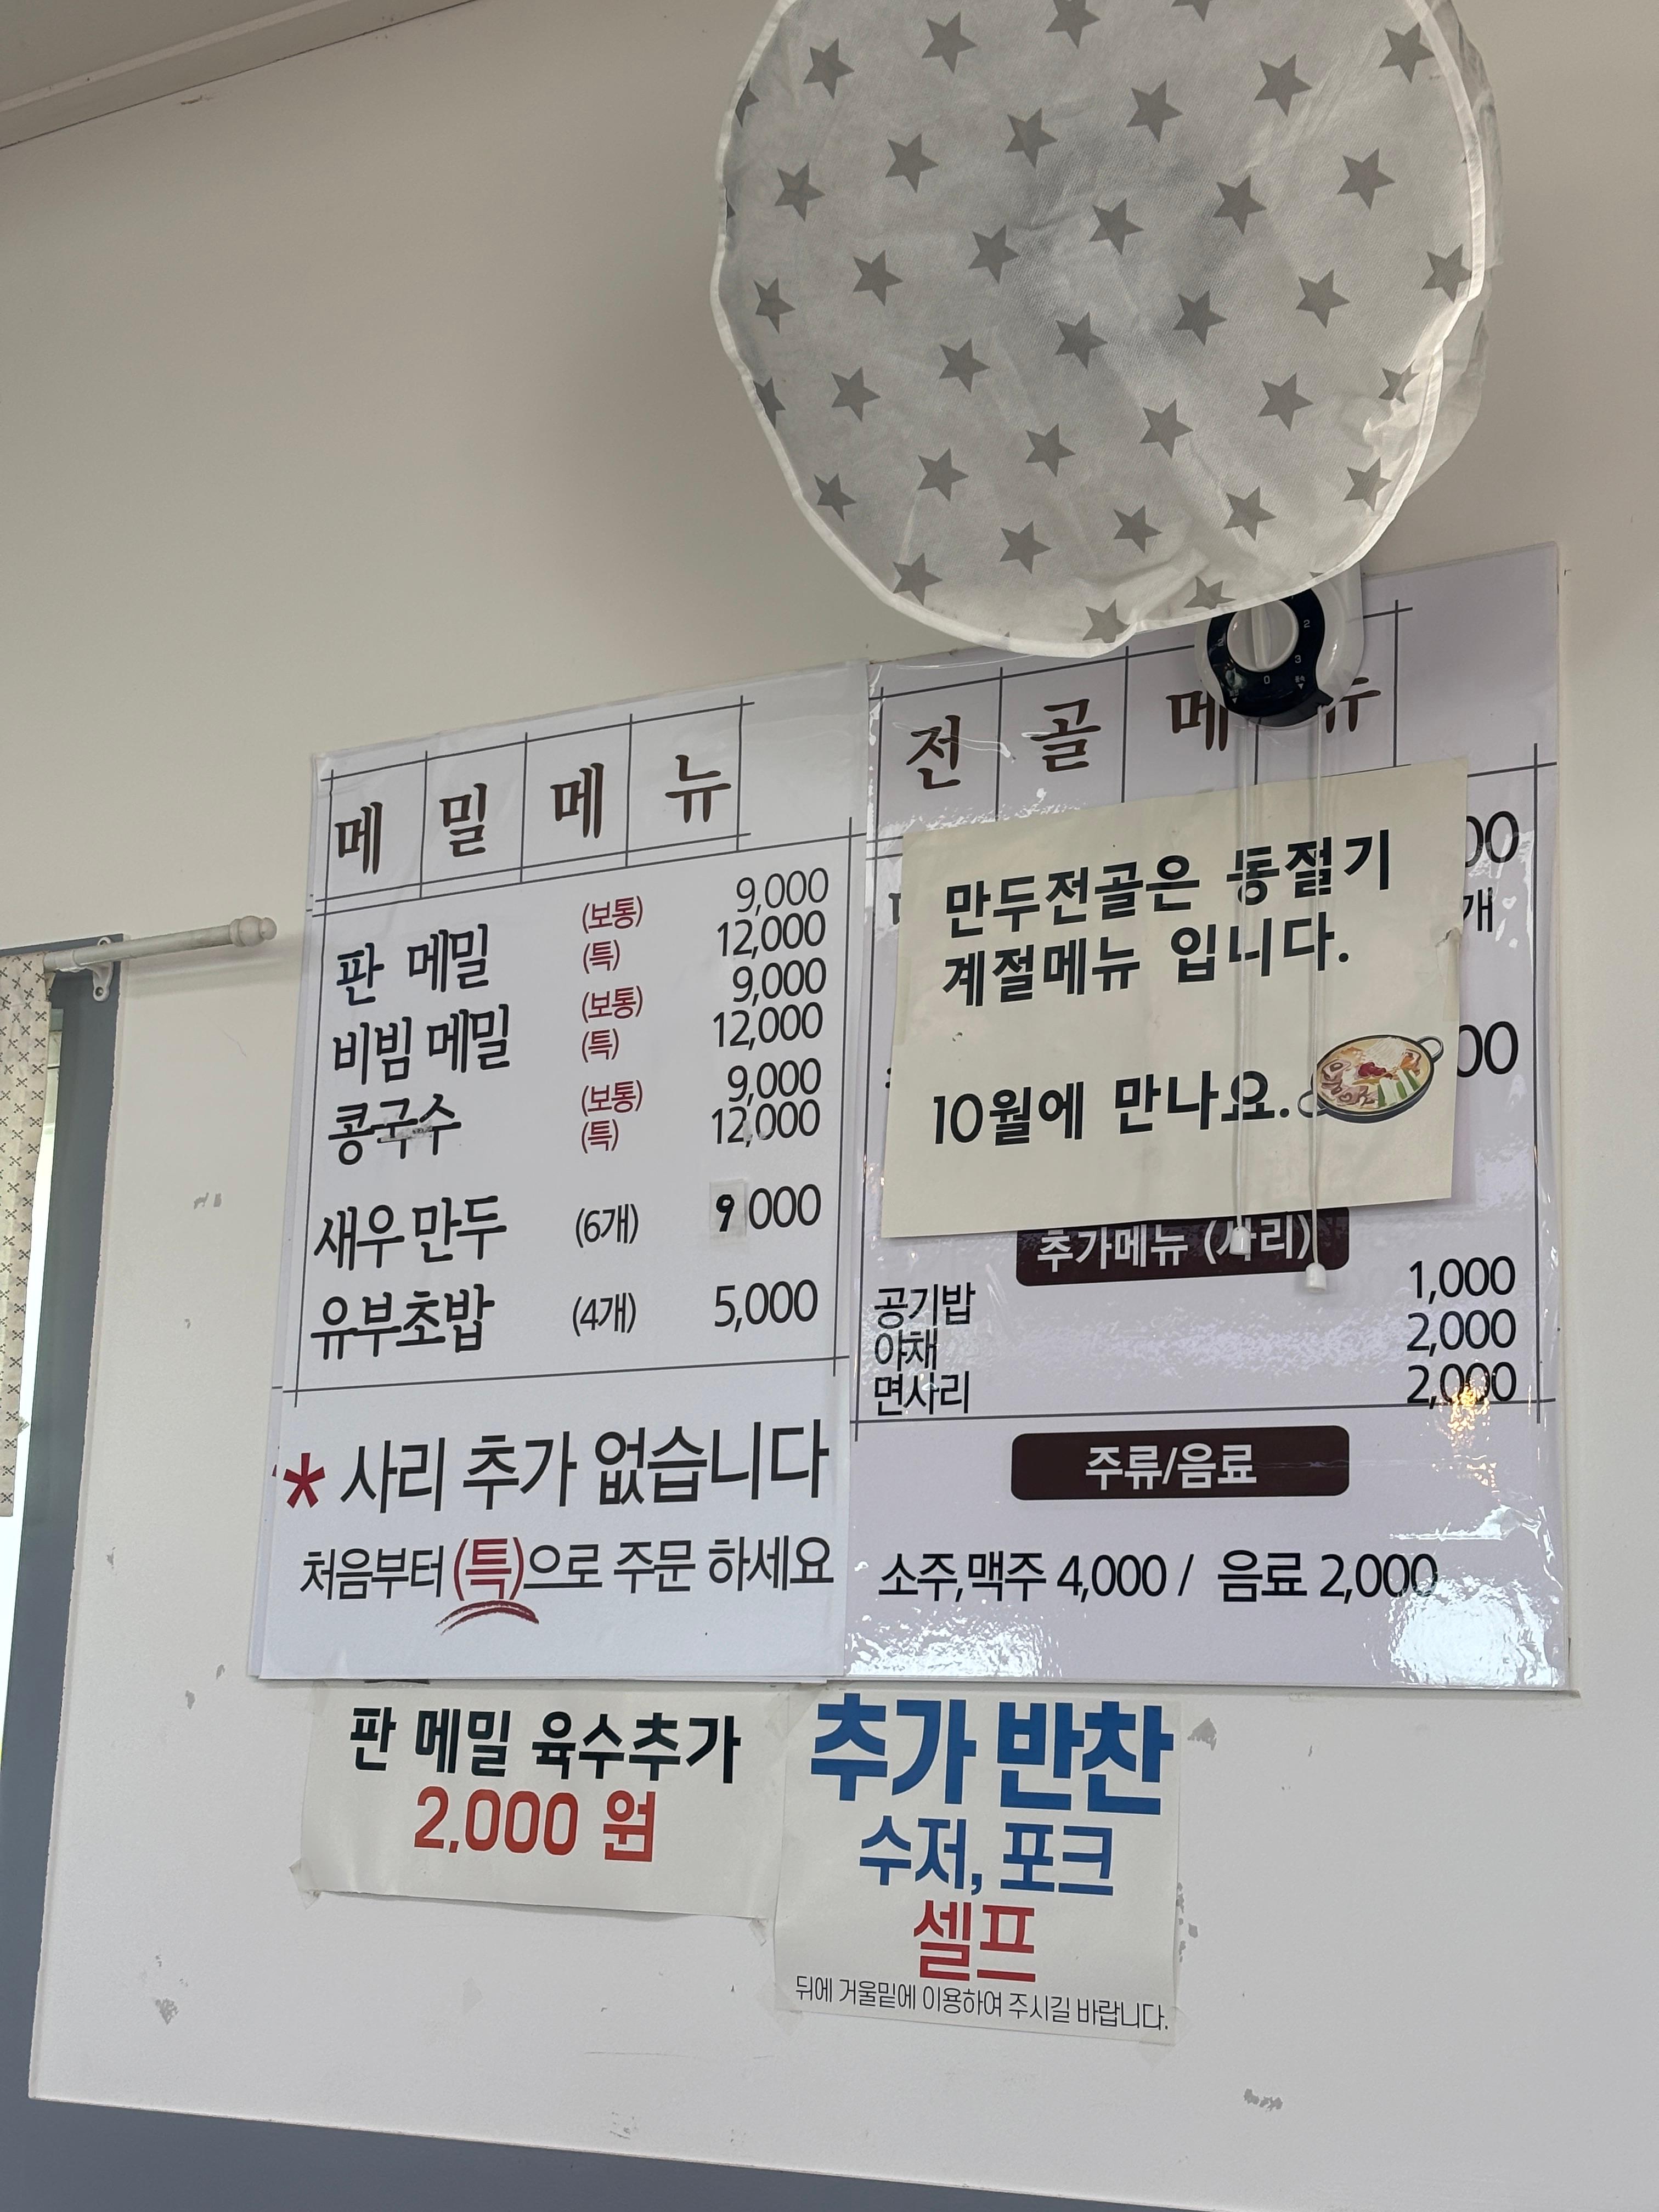 메밀메뉴
판 메밀 (보통) 9,000
(특) 12,000
비빔 메밀 (보통) 9,000
(특) 12,000
콩국수 (보통) 9,000
(특) 12,000
새우 만두 (6개) 9,000
유부초밥 (4개) 5,000
* 사리 추가 없습니다
처음부터 (특)으로 주문 하세요
전골메뉴
00
개
00
만두전골은 동절기
계절메뉴 입니다.
10월에 만나요.
추가메뉴 (사리)
공기밥 1,000
야채 2,000
면사리 2,000
주류/음료
소주,맥주 4,000 / 음료 2,000
판 메밀 육수추가
2,000 원
추가 반찬
수저, 포크
셀프
뒤에 거울밑에 이용하여 주시길 바랍니다.